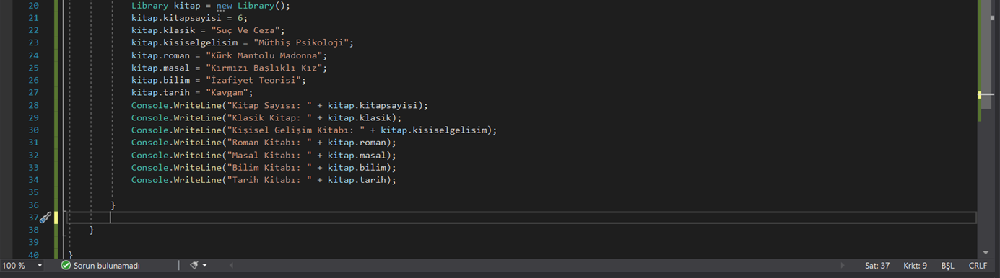 20 Library kitap = new Library();
21 kitap.kitapsayisi = 6;
22 kitap.klasik = "Suç Ve Ceza";
23 kitap.kisiselgelisim = "Müthiş Psikoloji";
24 kitap.roman = "Kürk Mantolu Madonna";
25 kitap.masal = "Kırmızı Başlıklı Kız";
26 kitap.bilim = "İzafiyet Teorisi";
27 kitap.tarih = "Kavgam";
28 Console.WriteLine("Kitap Sayısı: " + kitap.kitapsayisi);
29 Console.WriteLine("Klasik Kitap: " + kitap.klasik);
30 Console.WriteLine("Kişisel Gelişim Kitabı: " + kitap.kisiselgelisim);
31 Console.WriteLine("Roman Kitabı: " + kitap.roman);
32 Console.WriteLine("Masal Kitabı: " + kitap.masal);
33 Console.WriteLine("Bilim Kitabı: " + kitap.bilim);
34 Console.WriteLine("Tarih Kitabı: " + kitap.tarih);
35
36 }
37
38 }
39
40 }
100 % Sorun bulunamadı Sat: 37 Krkt: 9 BŞL CRLF